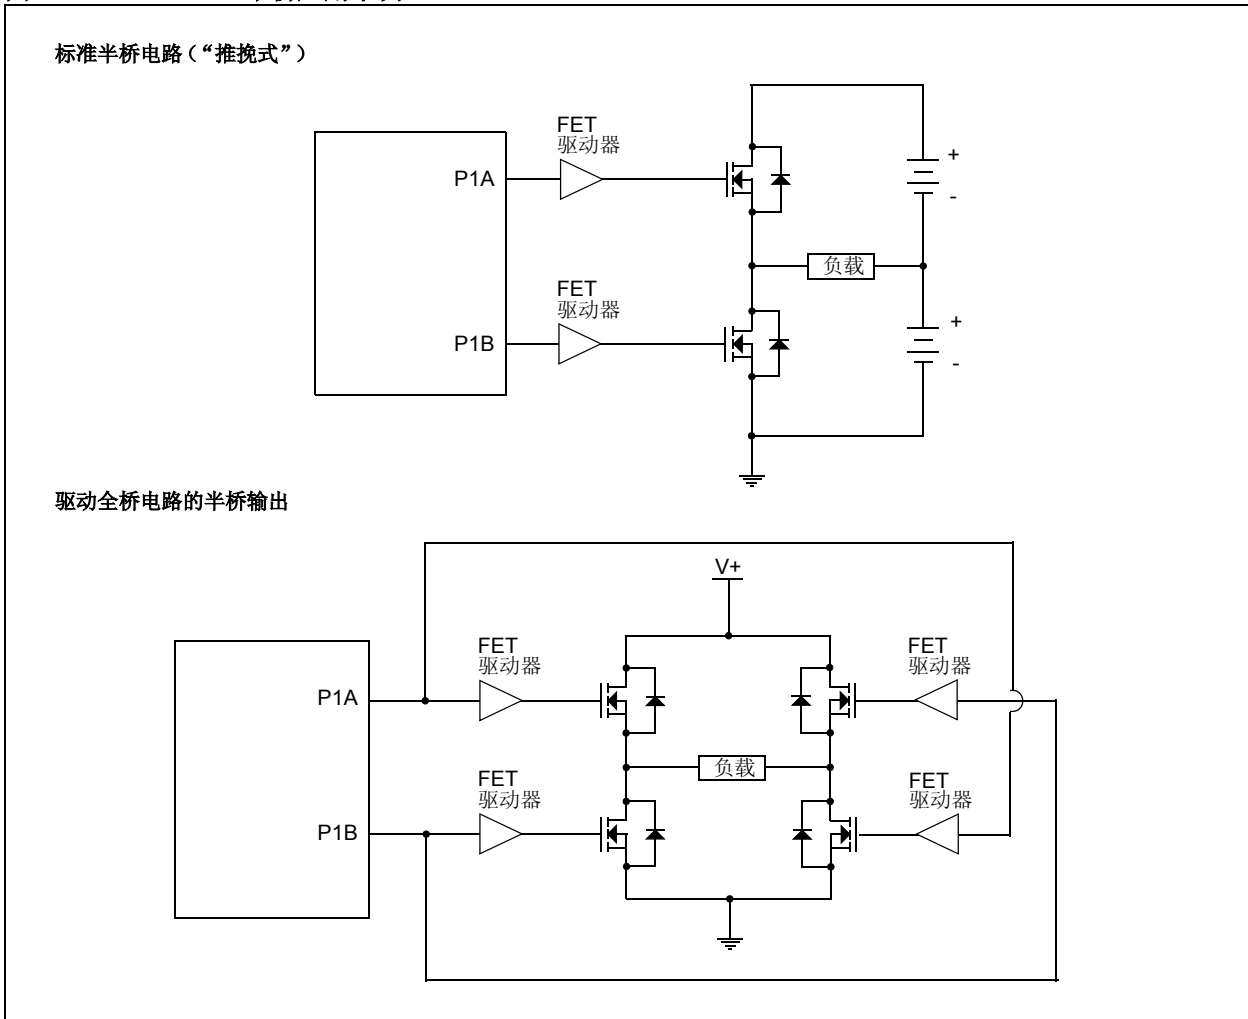 标准半桥电路（“推挽式”）
FET
驱动器
P1A
+
-
负载
FET
驱动器
P1B
+
-
驱动全桥电路的半桥输出
V+
FET
驱动器
FET
驱动器
P1A
负载
FET
驱动器
FET
驱动器
P1B